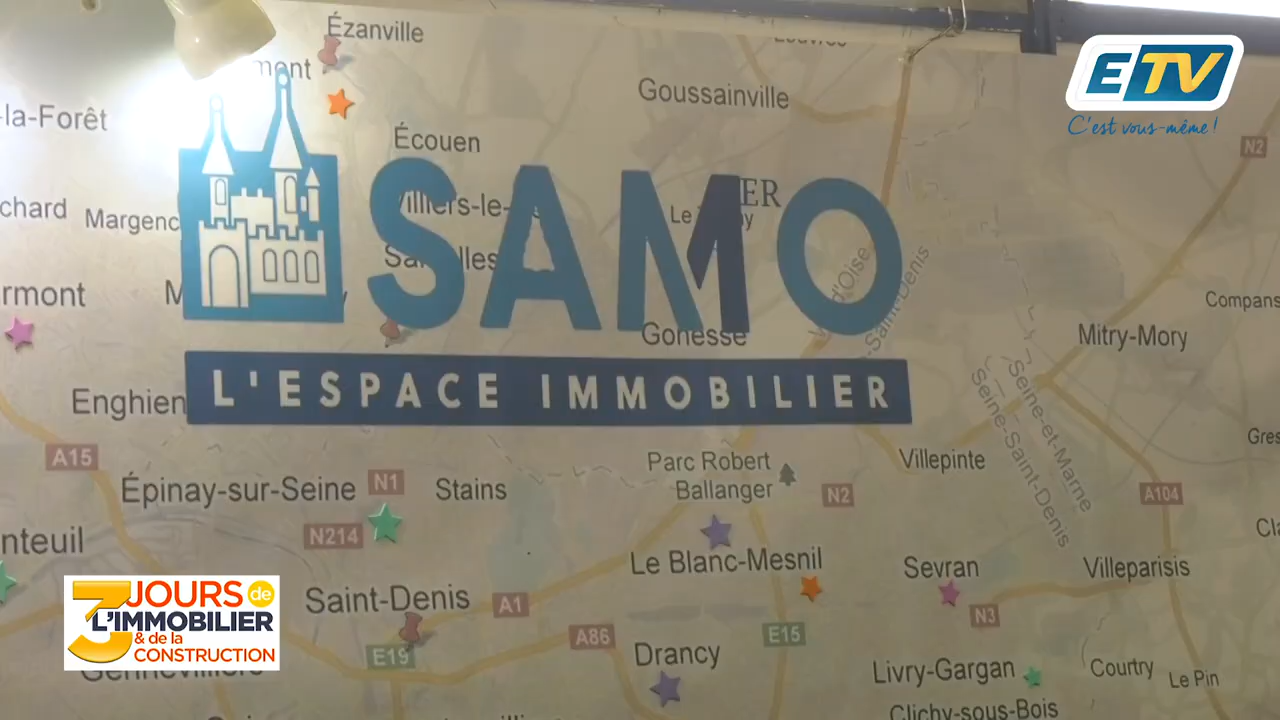 Ézanville
Goussainville
Écouen
-la-Forêt
chard
Margenc
SAMO
Gonesse
rmont
L'ESPACE IMMOBILIER
Enghien
A15
Épinay-sur-Seine
N1
Stains
N214
nteuil
Saint-Denis
A1
E19
Parc Robert
Ballanger
N2
Villepinte
Le Blanc-Mesnil
A86
E15
Drancy
Sevran
N3
Livry-Gargan
Clichy-sous-Bois
N2
Compans
Mitry-Mory
Seine-et-Marne
Seine-Saint-Denis
A104
Villeparisis
Courtry
Le Pin
ETV
C'est vous-même !
3 JOURS de
L'IMMOBILIER
& de la
CONSTRUCTION